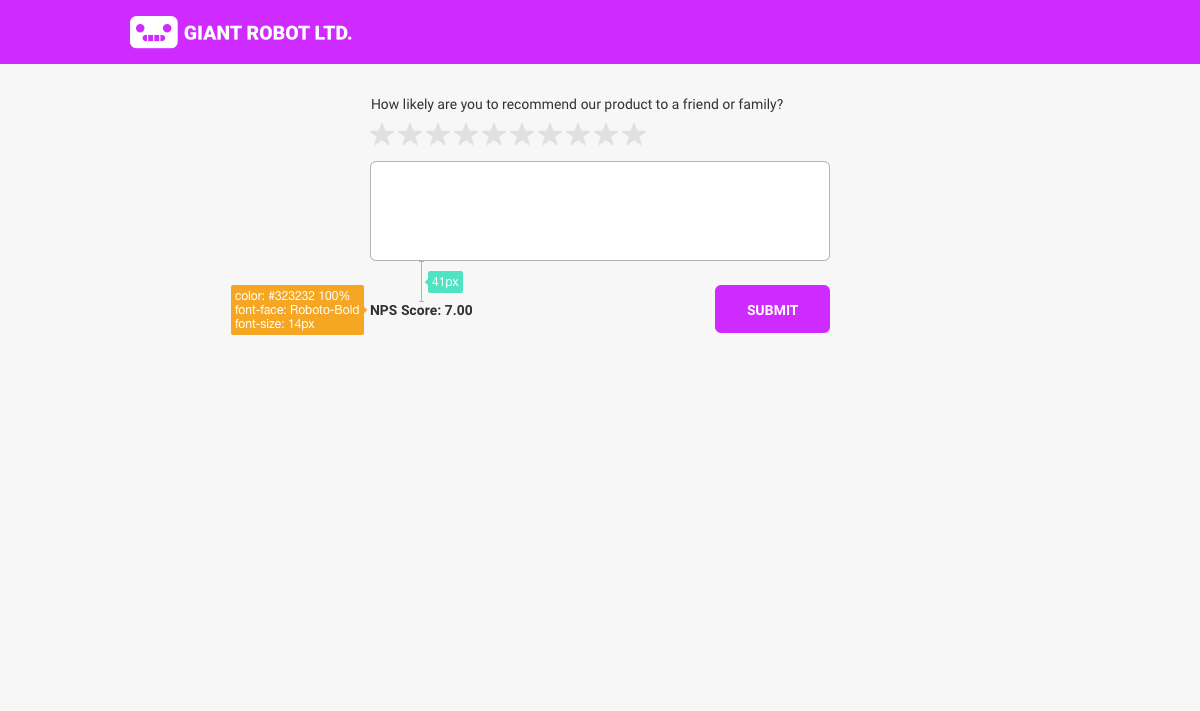 GIANT ROBOT LTD.
How likely are you to recommend our product to a friend or family?
41px
color: #323232 100%
font-face: Roboto-Bold
font-size: 14px
NPS Score: 7.00
SUBMIT